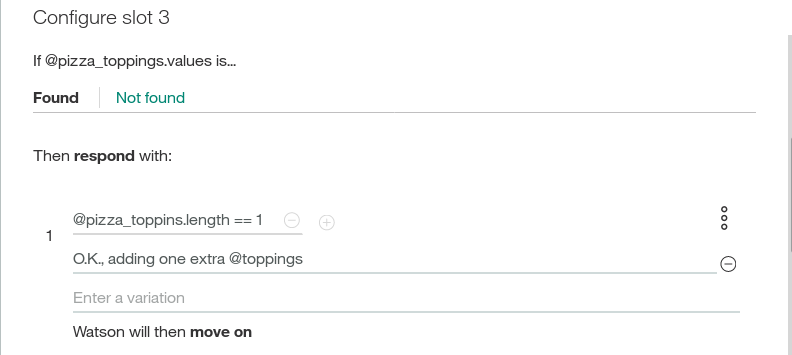 Configure slot 3
If @pizza_toppings.values is...
Found Not found
Then respond with:
1
@pizza_toppins.length == 1
O.K., adding one extra @toppings
Enter a variation
Watson will then move on